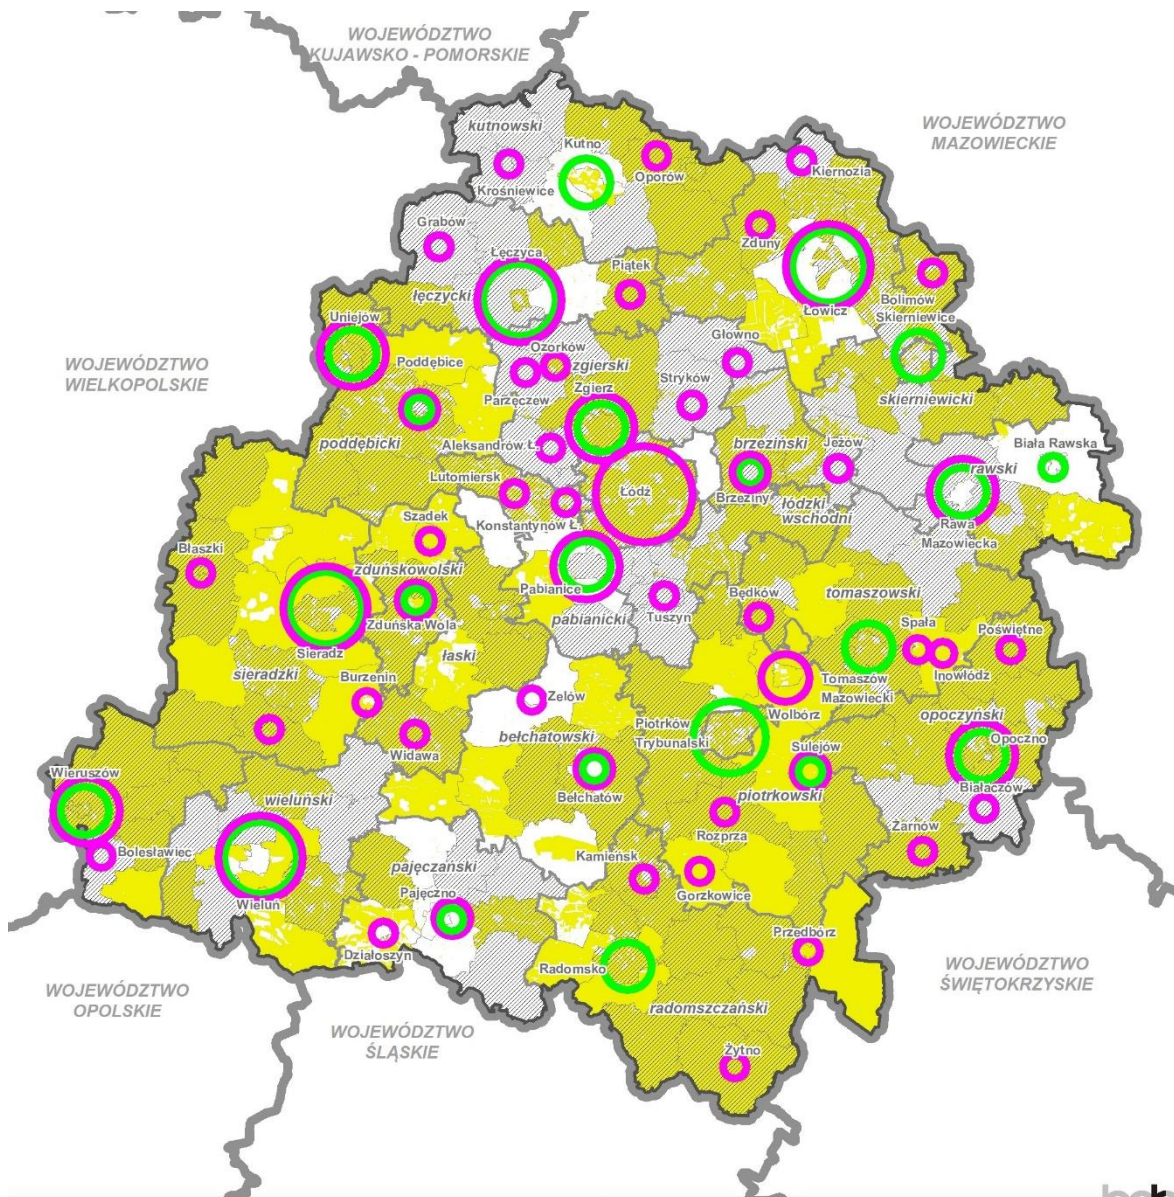 WOJEWÓDZTWO
KUJAWSKO - POMORSKIE
WOJEWÓDZTWO
MAZOWIECKIE
kutnowski
Kutno
Oporów
Krośniewice
Kiernozia
Grabów
Łęczyca
Piątek
Zduny
łęczycki
Łowicz
Bolimów
Skierniewice
Uniejów
WOJEWÓDZTWO
WIELKOPOLSKIE
Poddębice
Ozorków
zgierski
Głowno
Parzęczew
Zgierz
Stryków
skierniewicki
poddębicki
Aleksandrów Ł.
brzeziński
Jeżów
Biała Rawska
rawski
Lutomiersk
Łódź
Brzeziny
łódzki
wschodni
Konstantynów Ł.
Rawa
Mazowiecka
Szadek
Błaszki
zduńskowolski
Pabianice
Zduńska Wola
pabianicki
Tuszyn
Będków
tomaszowski
Spała
Poświętne
Inowłódz
Sieradz
sieradzki
łaski
Burzenin
Zelów
Tomaszów
Mazowiecki
Wolbórz
Widawa
bełchatowski
Piotrków
Trybunalski
Sulejów
opoczyński
Opoczno
Wieruszów
wieluński
Bełchatów
piotrkowski
Białaczów
Rozprza
Żarnów
Bolesławiec
Wieluń
pajęczański
Kamieńsk
Gorzkowice
Pajęczno
Działoszyn
Przedbórz
Radomsko
radomszczański
Żytno
WOJEWÓDZTWO
OPOLSKIE
WOJEWÓDZTWO
ŚLĄSKIE
WOJEWÓDZTWO
ŚWIĘTOKRZYSKIE